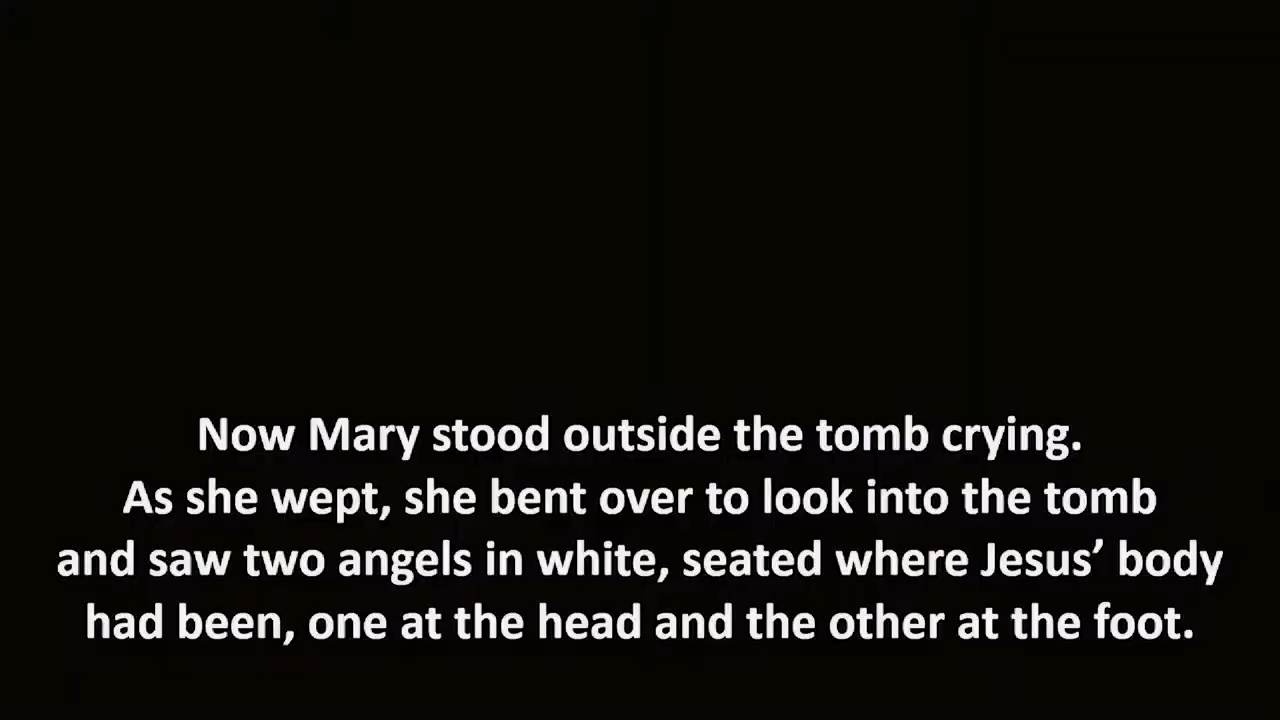 Now Mary stood outside the tomb crying.
As she wept, she bent over to look into the tomb
and saw two angels in white, seated where Jesus’ body
had been, one at the head and the other at the foot.